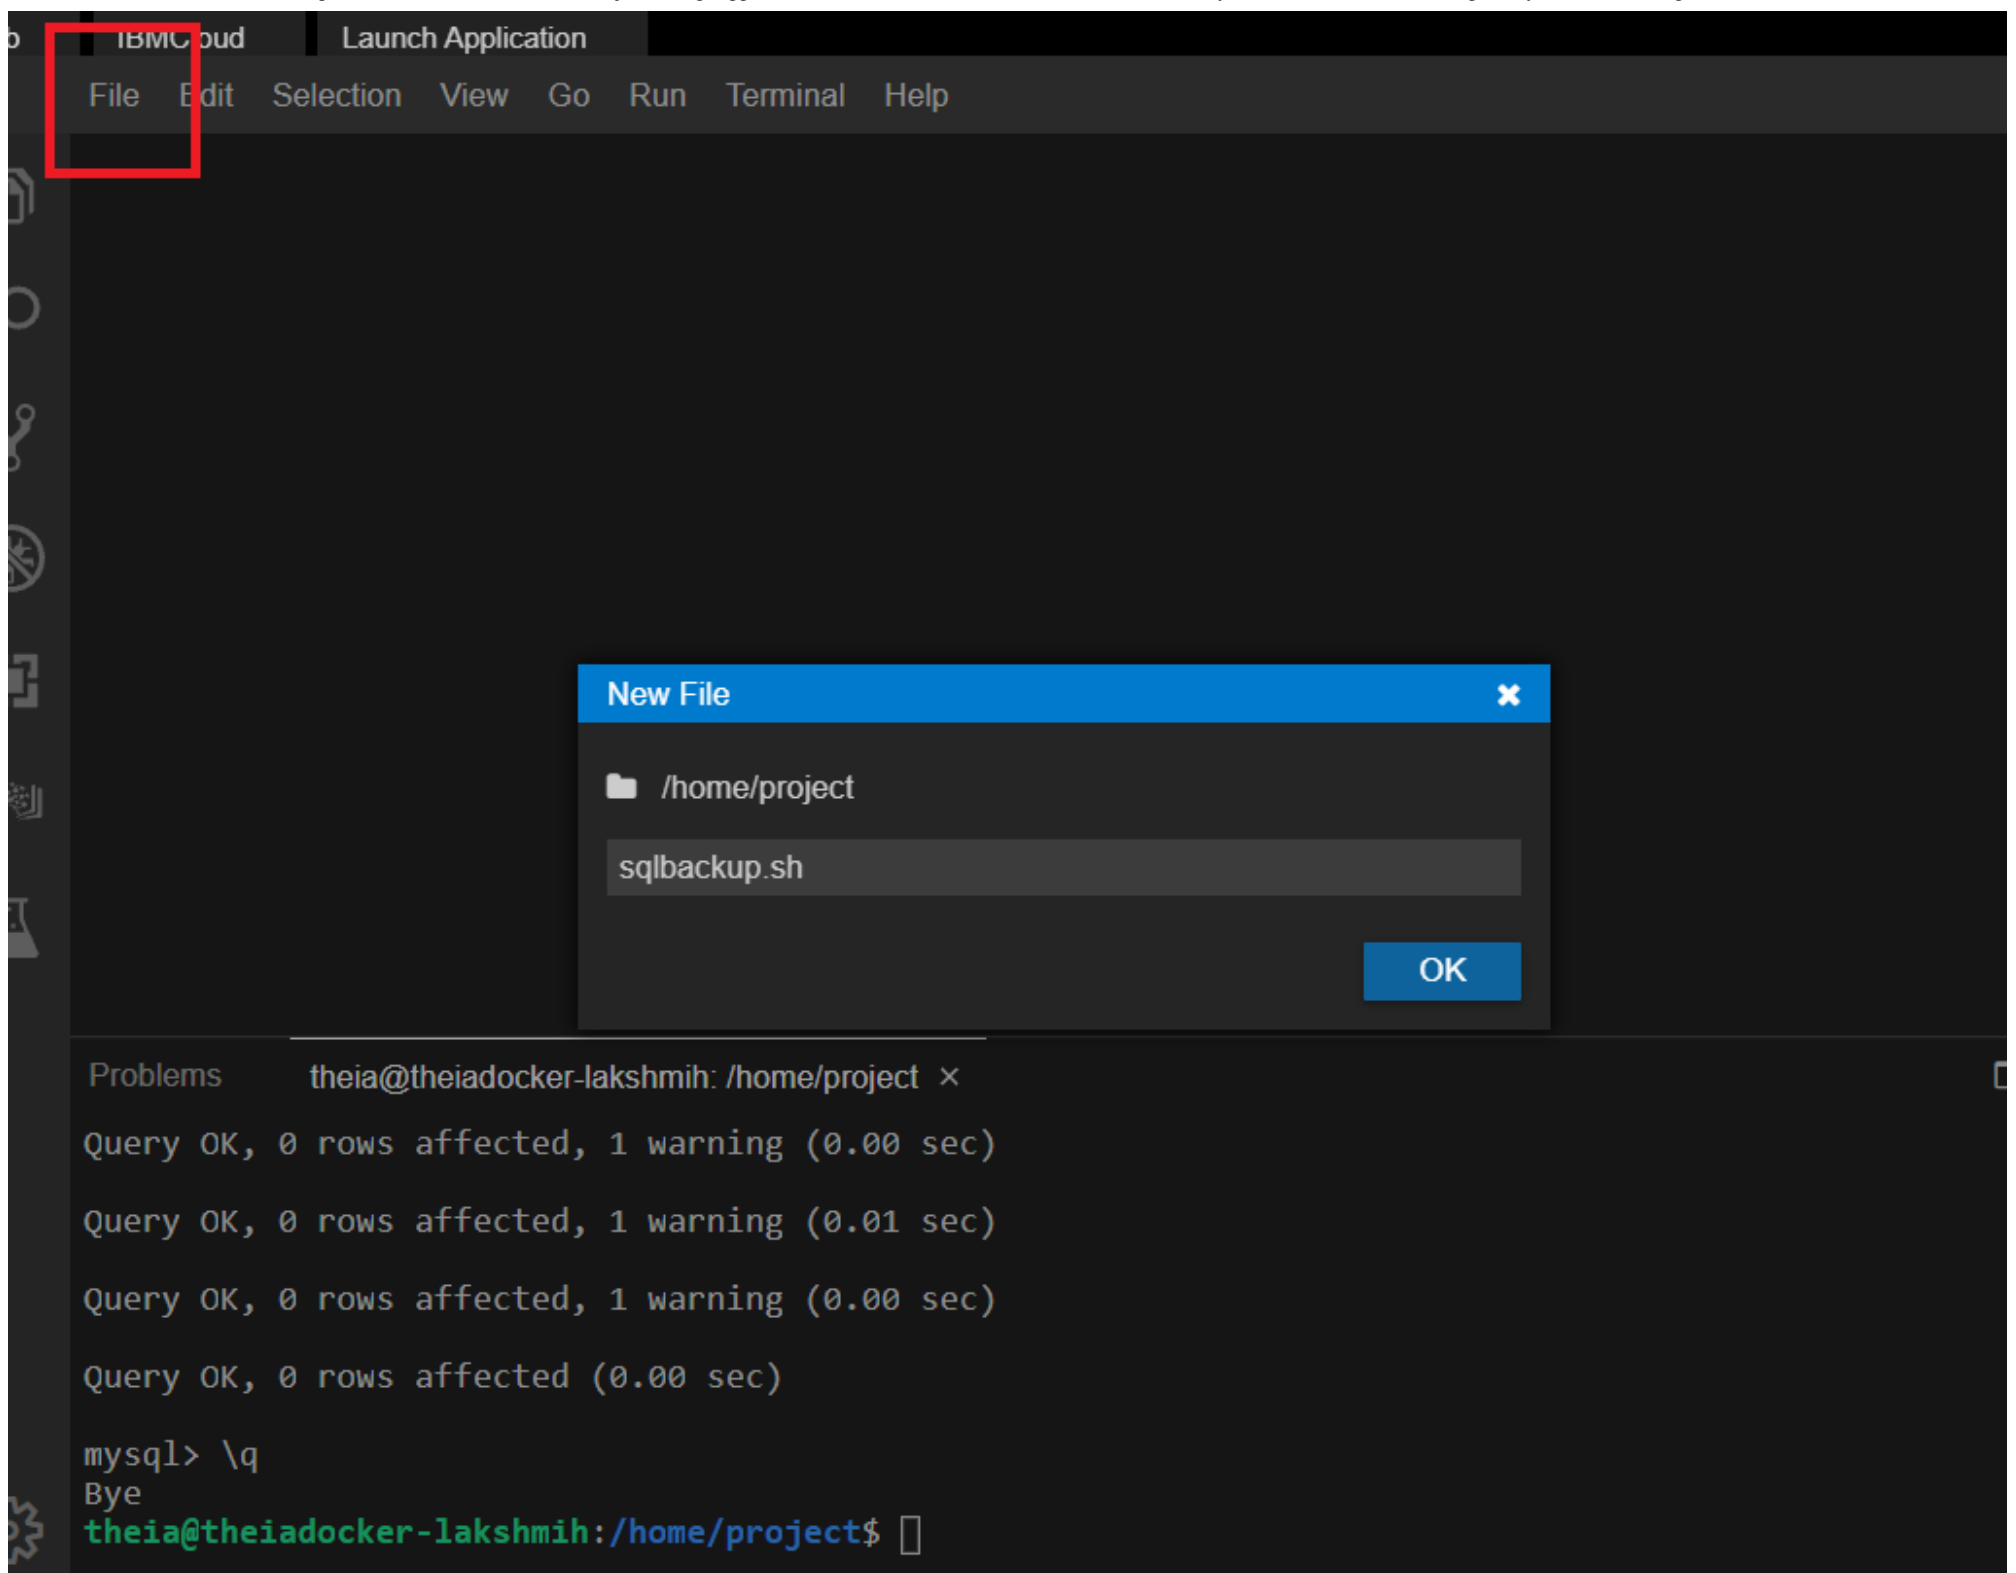 IBMCloud Launch Application
File Edit Selection View Go Run Terminal Help
New File
/home/project
sqlbackup.sh
OK
Problems theia@theiadocker-lakshmih: /home/project ×
Query OK, 0 rows affected, 1 warning (0.00 sec)
Query OK, 0 rows affected, 1 warning (0.01 sec)
Query OK, 0 rows affected, 1 warning (0.00 sec)
Query OK, 0 rows affected (0.00 sec)
mysql> \q
Bye
theia@theiadocker-lakshmih:/home/project$